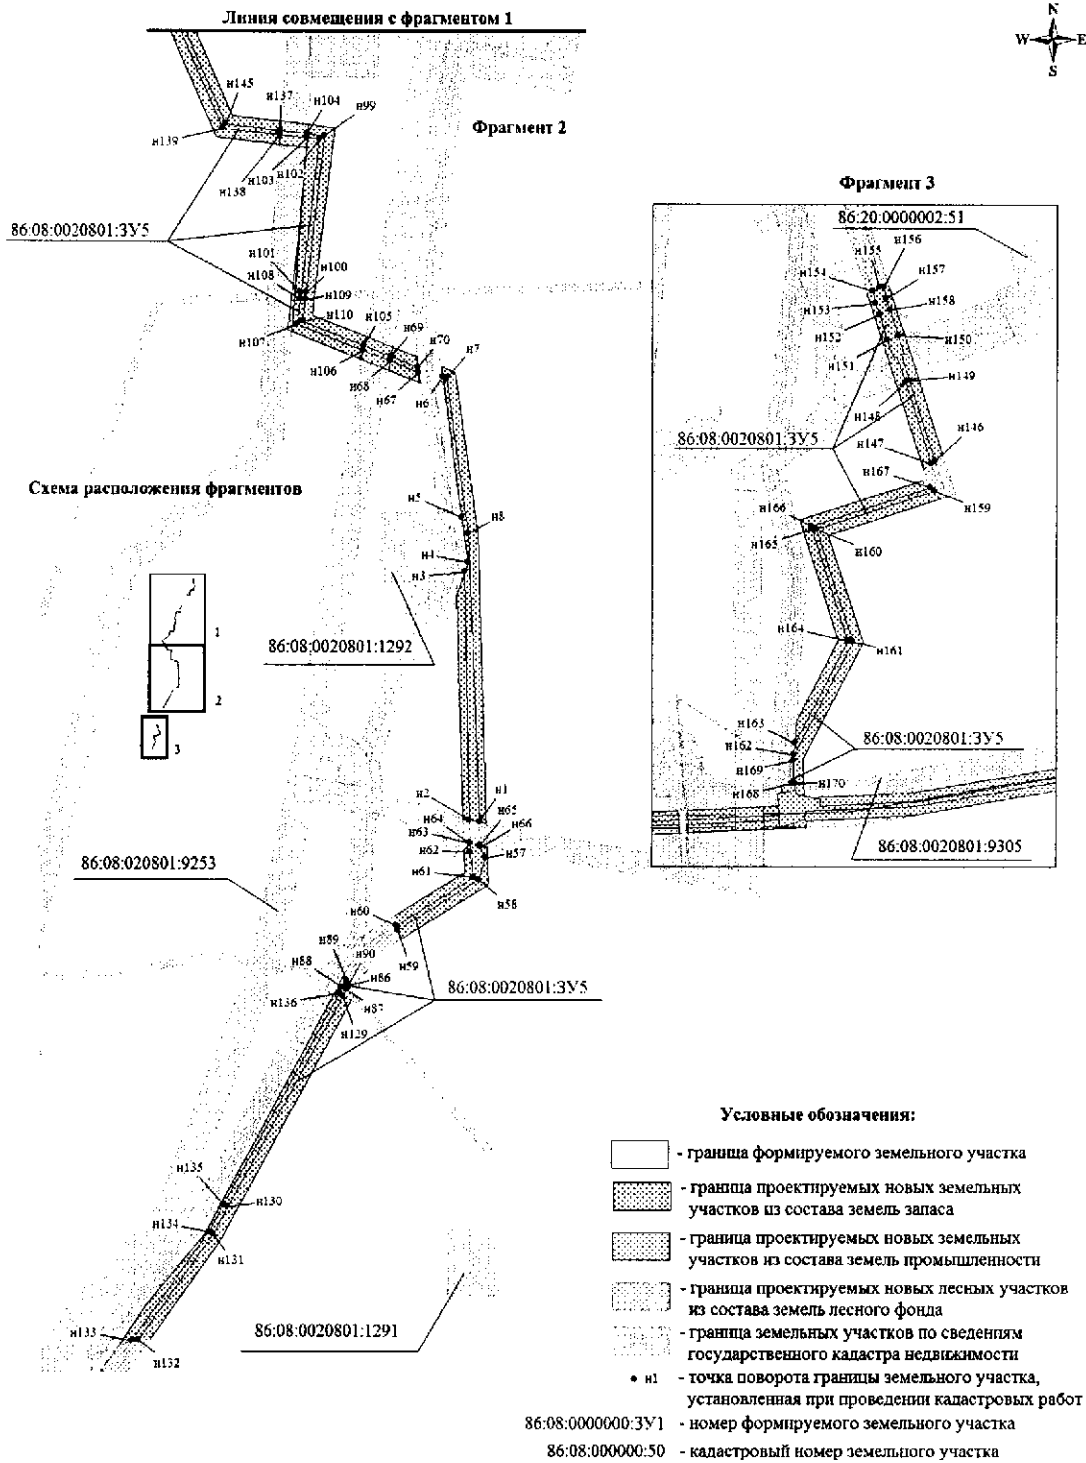 Линия совмещения с фрагментом 1
N
W
E
S
н145
н137
н104
н99
н139
н138
н103
н102
Фрагмент 2
86:08:0020801:ЗУ5
н101
н108
н100
н109
н110
н107
н105
н69
н70
н7
н106
н68
н67
н6
Схема расположения фрагментов
1
2
3
н5
н8
н4
н3
86:08:0020801:1292
н2
н1
н64
н65
н63
н66
н62
н57
н61
н58
86:08:020801:9253
н60
н59
н89
н90
н88
н86
н136
н87
н129
86:08:0020801:ЗУ5
н135
н130
н134
н131
н133
н132
86:08:0020801:1291
Фрагмент 3
86:20:0000002:51
н155
н156
н154
н157
н153
н158
н152
н150
н151
н149
н148
86:08:0020801:ЗУ5
н147
н146
н167
н166
н159
н165
н160
н164
н161
н163
н162
86:08:0020801:ЗУ5
н169
н168
н170
86:08:0020801:9305
Условные обозначения:
- граница формируемого земельного участка
- граница проектируемых новых земельных
участков из состава земель запаса
- граница проектируемых новых земельных
участков из состава земель промышленности
- граница проектируемых новых лесных участков
из состава земель лесного фонда
- граница земельных участков по сведениям
государственного кадастра недвижимости
• н1 - точка поворота границы земельного участка,
установленная при проведении кадастровых работ
86:08:0000000:ЗУ1 - номер формируемого земельного участка
86:08:000000:50 - кадастровый номер земельного участка